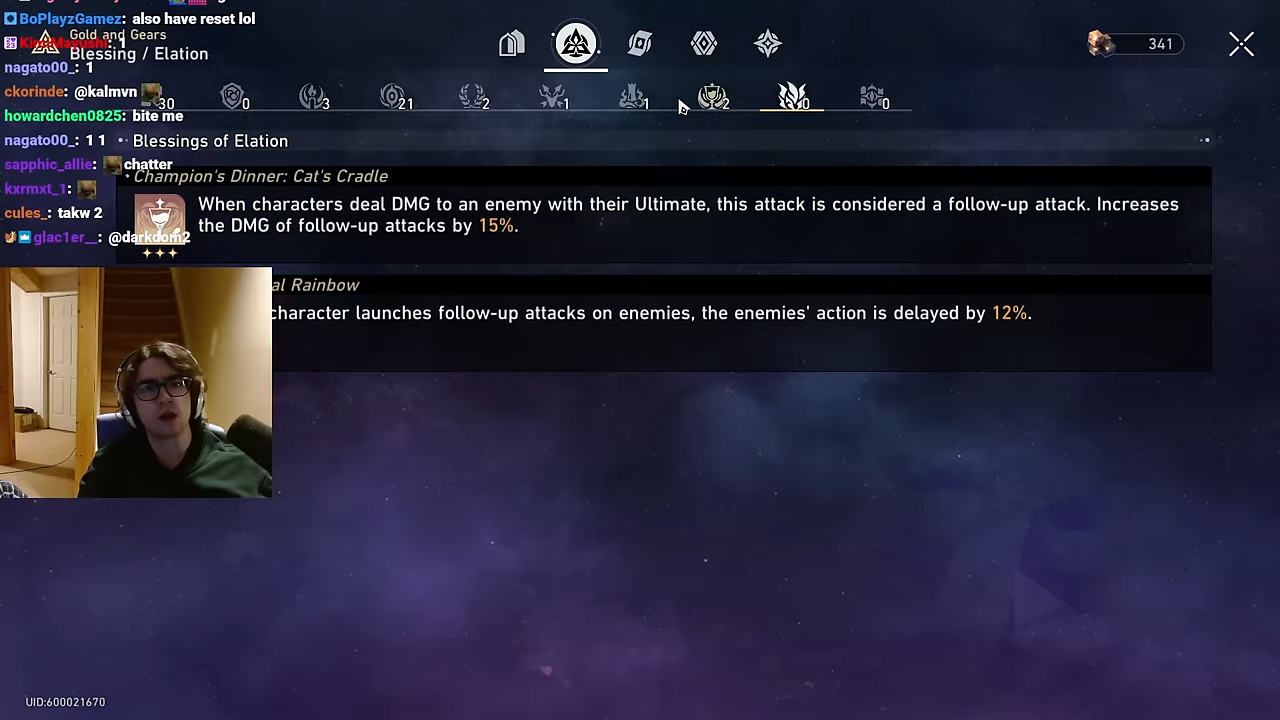 BoPlayzGamez: also have reset lol
Gold and Gears
KingMayushi: 1
Blessing / Elation
341
nagato00_: 1
ckorinde: @kalmvn
30 0 3 21 2 1 1 2 0 0
howardchen0825: bite me
nagato00_: 1 1
Blessings of Elation
sapphic_allie: chatter
Champion's Dinner: Cat's Cradle
kxrmxt_1:
When characters deal DMG to an enemy with their Ultimate, this attack is considered a follow-up attack. Increases
cules_: takw 2
the DMG of follow-up attacks by 15%.
glac1er__: @darkdom2
al Rainbow
character launches follow-up attacks on enemies, the enemies' action is delayed by 12%.
UID:600021670